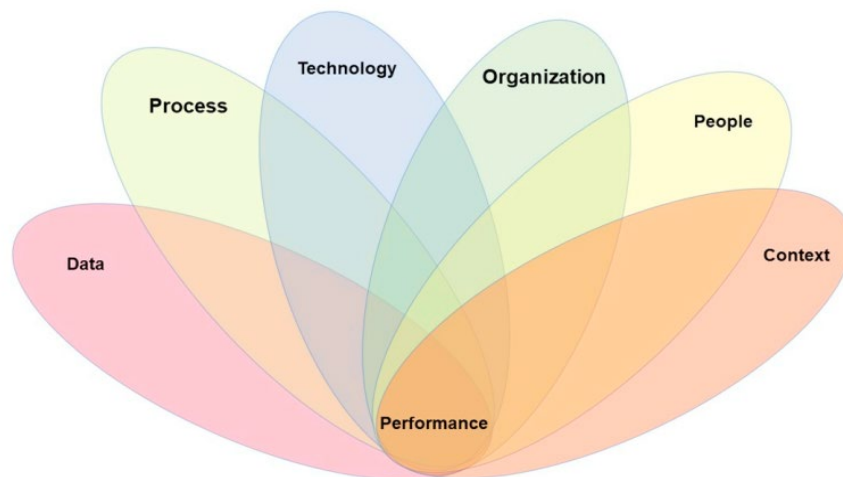 Technology
Organization
Process
People
Data
Context
Performance